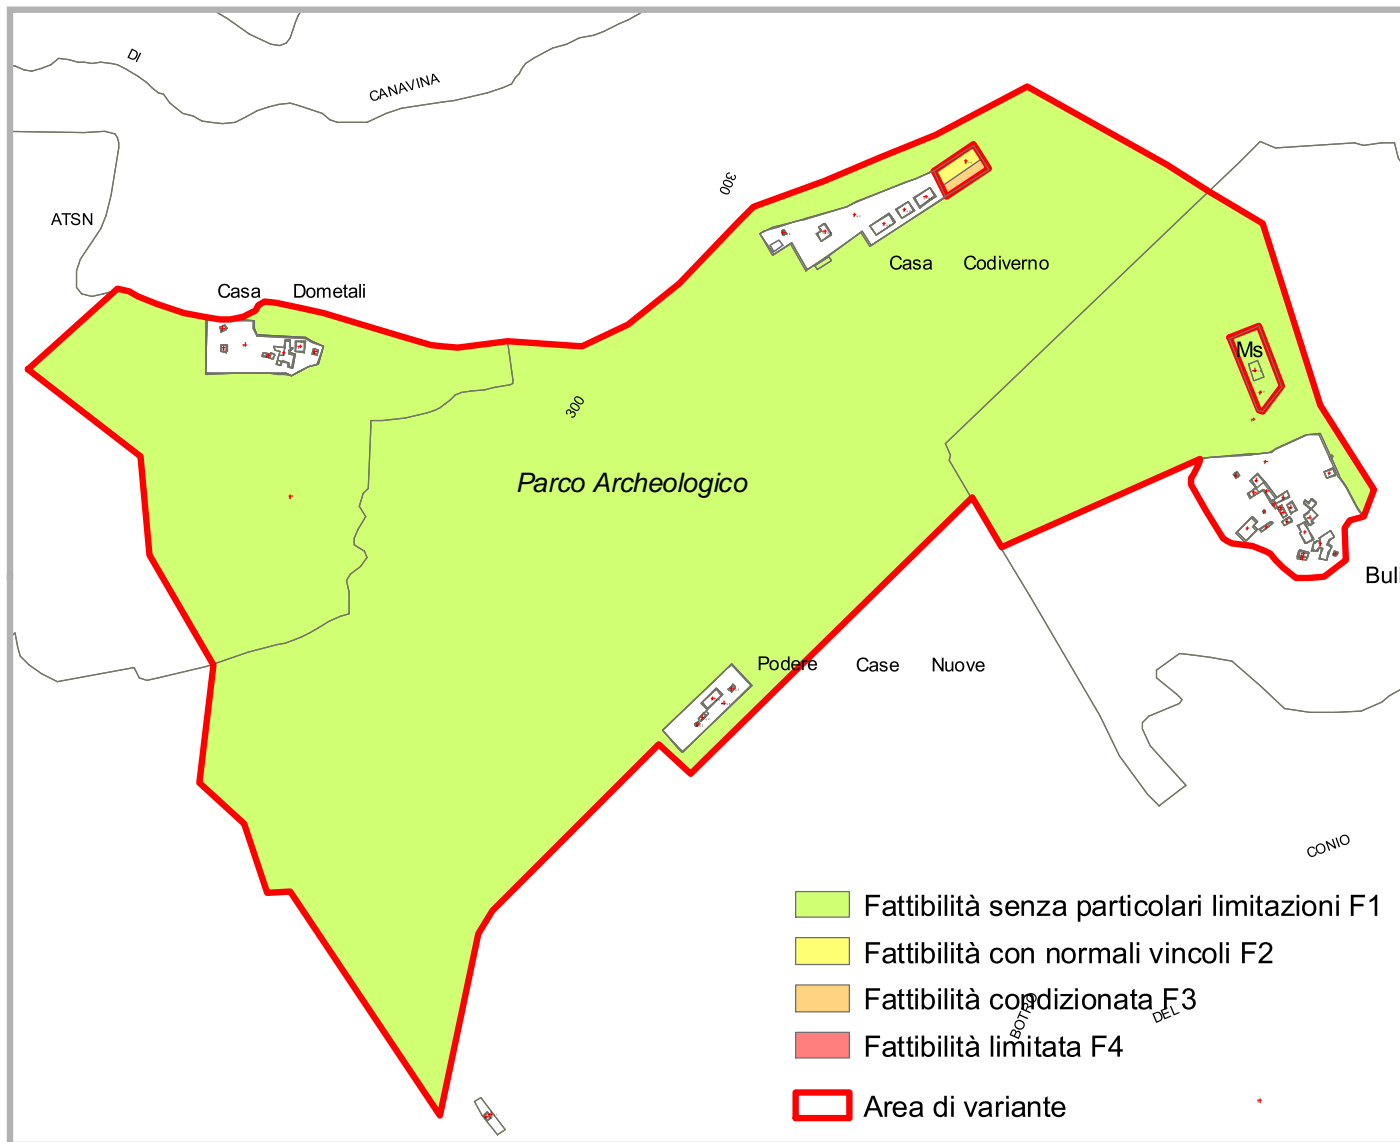 DI
CANAVINA
ATSN
300
Casa Codiverno
Casa Dometali
Ms
300
Parco Archeologico
Bul
Podere Case Nuove
CONIO
Fattibilità senza particolari limitazioni F1
Fattibilità con normali vincoli F2
Fattibilità condizionata F3
BOTRO
DEL
Fattibilità limitata F4
Area di variante